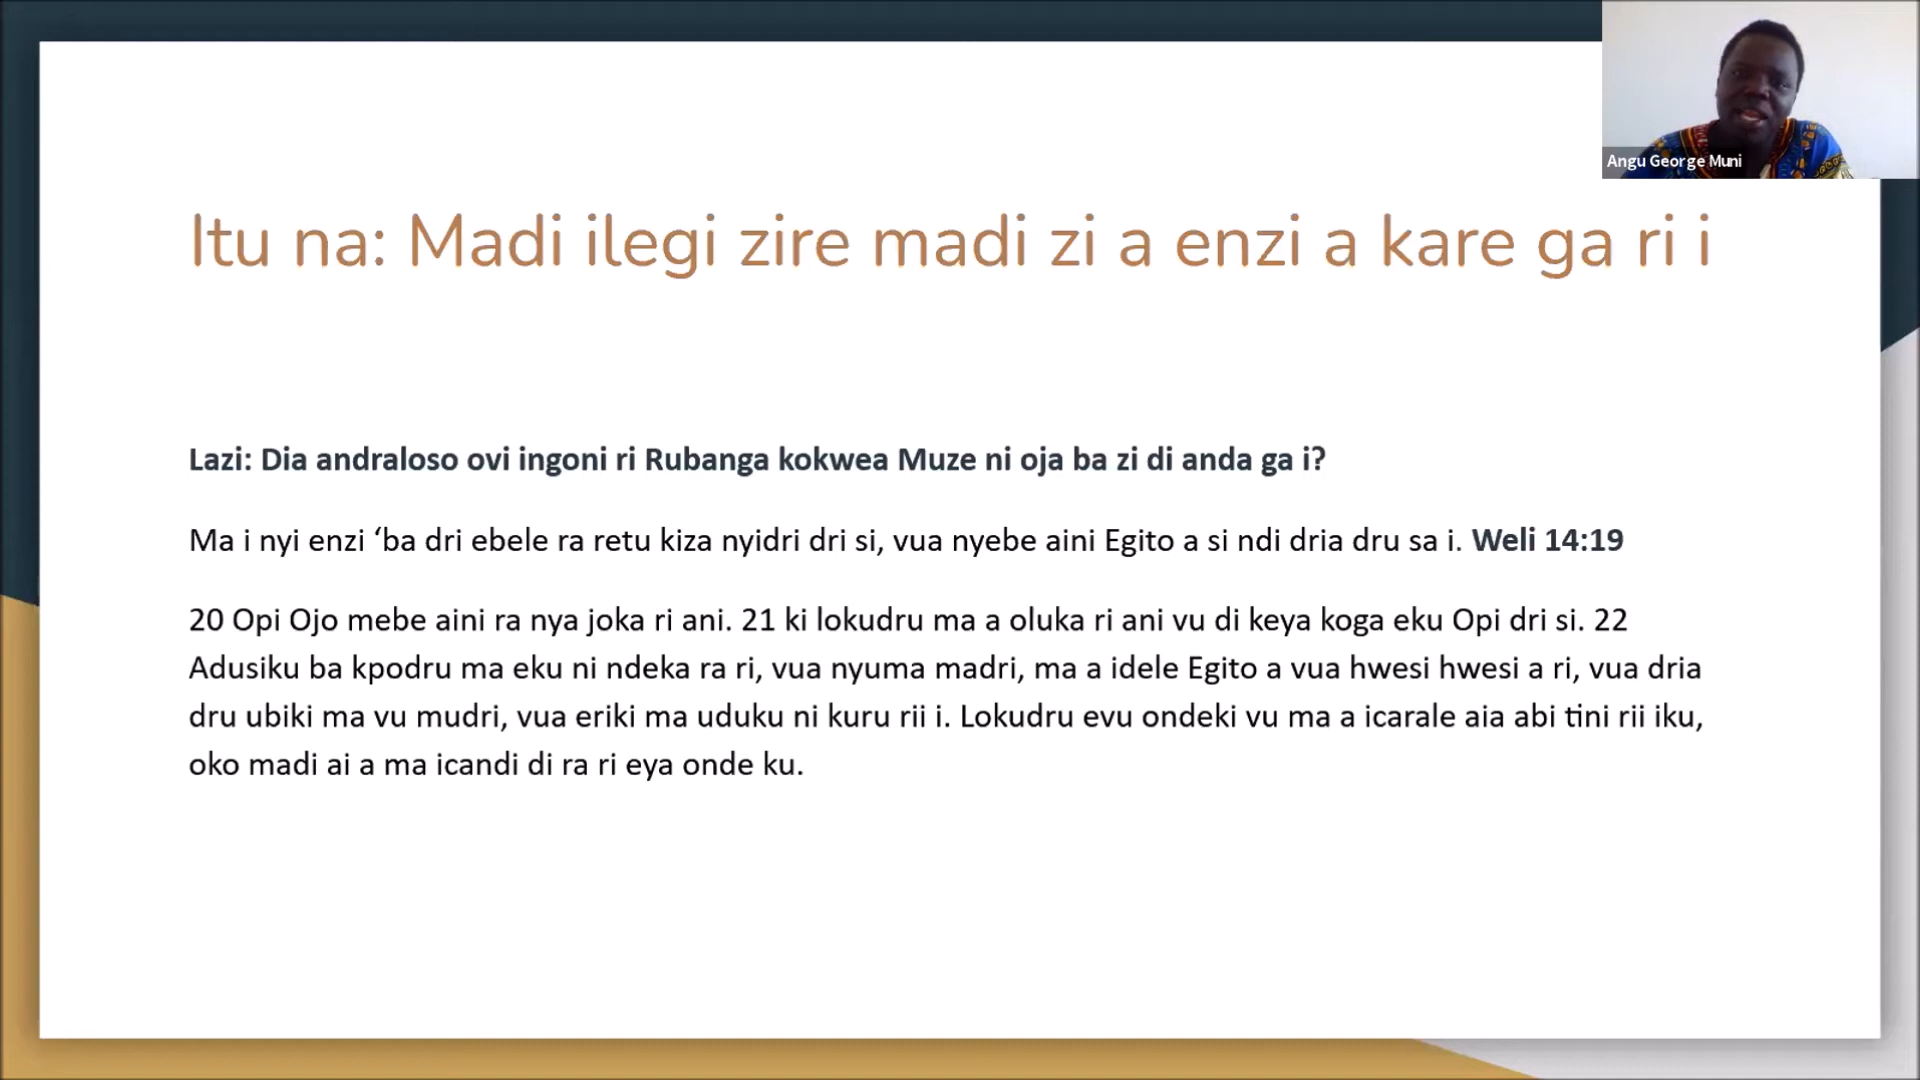 Angu George Muni
Itu na: Madi ilegi zire madi zi a enzi a kare ga ri i
Lazi: Dia andraloso ovi ingoni ri Rubanga kokwea Muze ni oja ba zi di anda ga i?
Ma i nyi enzi ‘ba dri ebele ra retu kiza nyidri dri si, vua nyebe aini Egito a si ndi dria dru sa i. Weli 14:19
20 Opi Ojo mebe aini ra nya joka ri ani. 21 ki lokudru ma a oluka ri ani vu di keya koga eku Opi dri si. 22
Adusiku ba kpodru ma eku ni ndeka ra ri, vua nyuma madri, ma a idele Egito a vua hwesi hwesi a ri, vua dria
dru ubiki ma vu mudri, vua eriki ma uduku ni kuru rii i. Lokudru evu ondeki vu ma a icarale aia abi tini rii iku,
oko madi ai a ma icandi di ra ri eya onde ku.